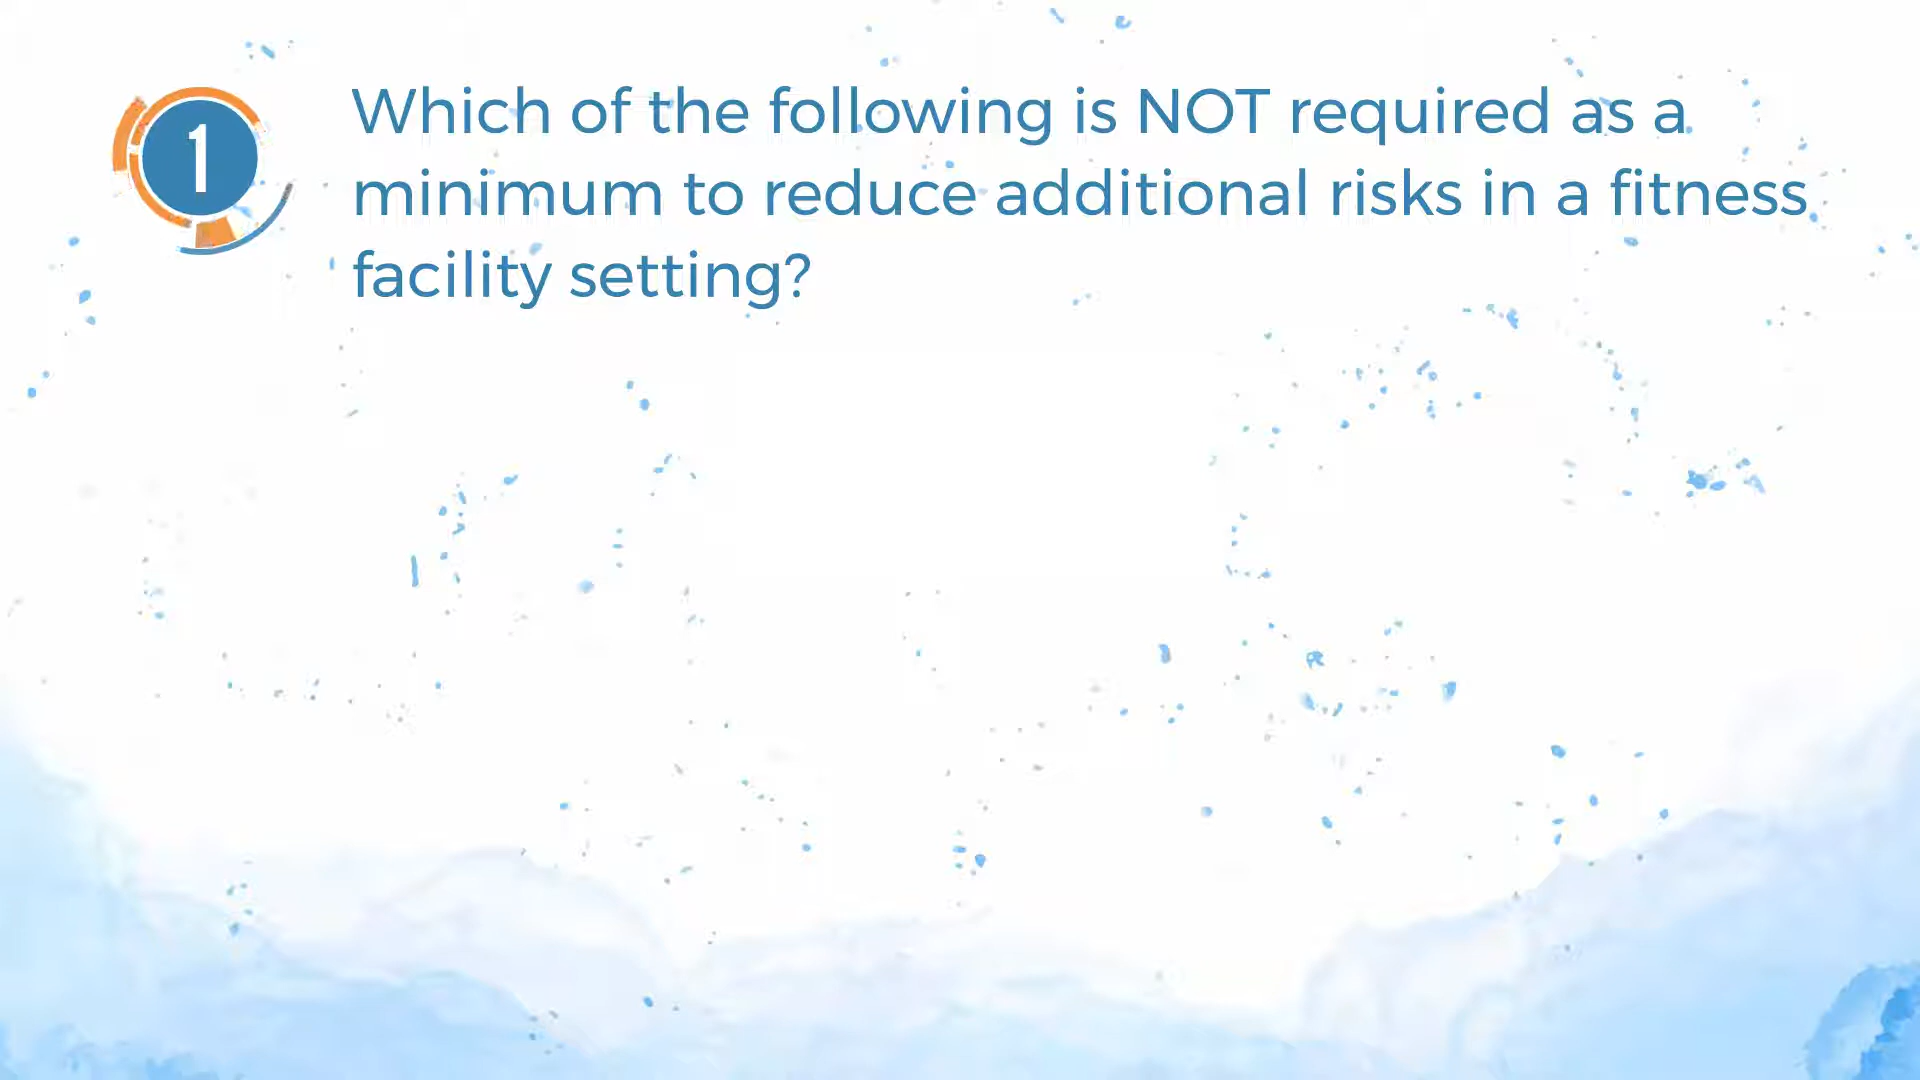 1
Which of the following is NOT required as a
minimum to reduce additional risks in a fitness
facility setting?